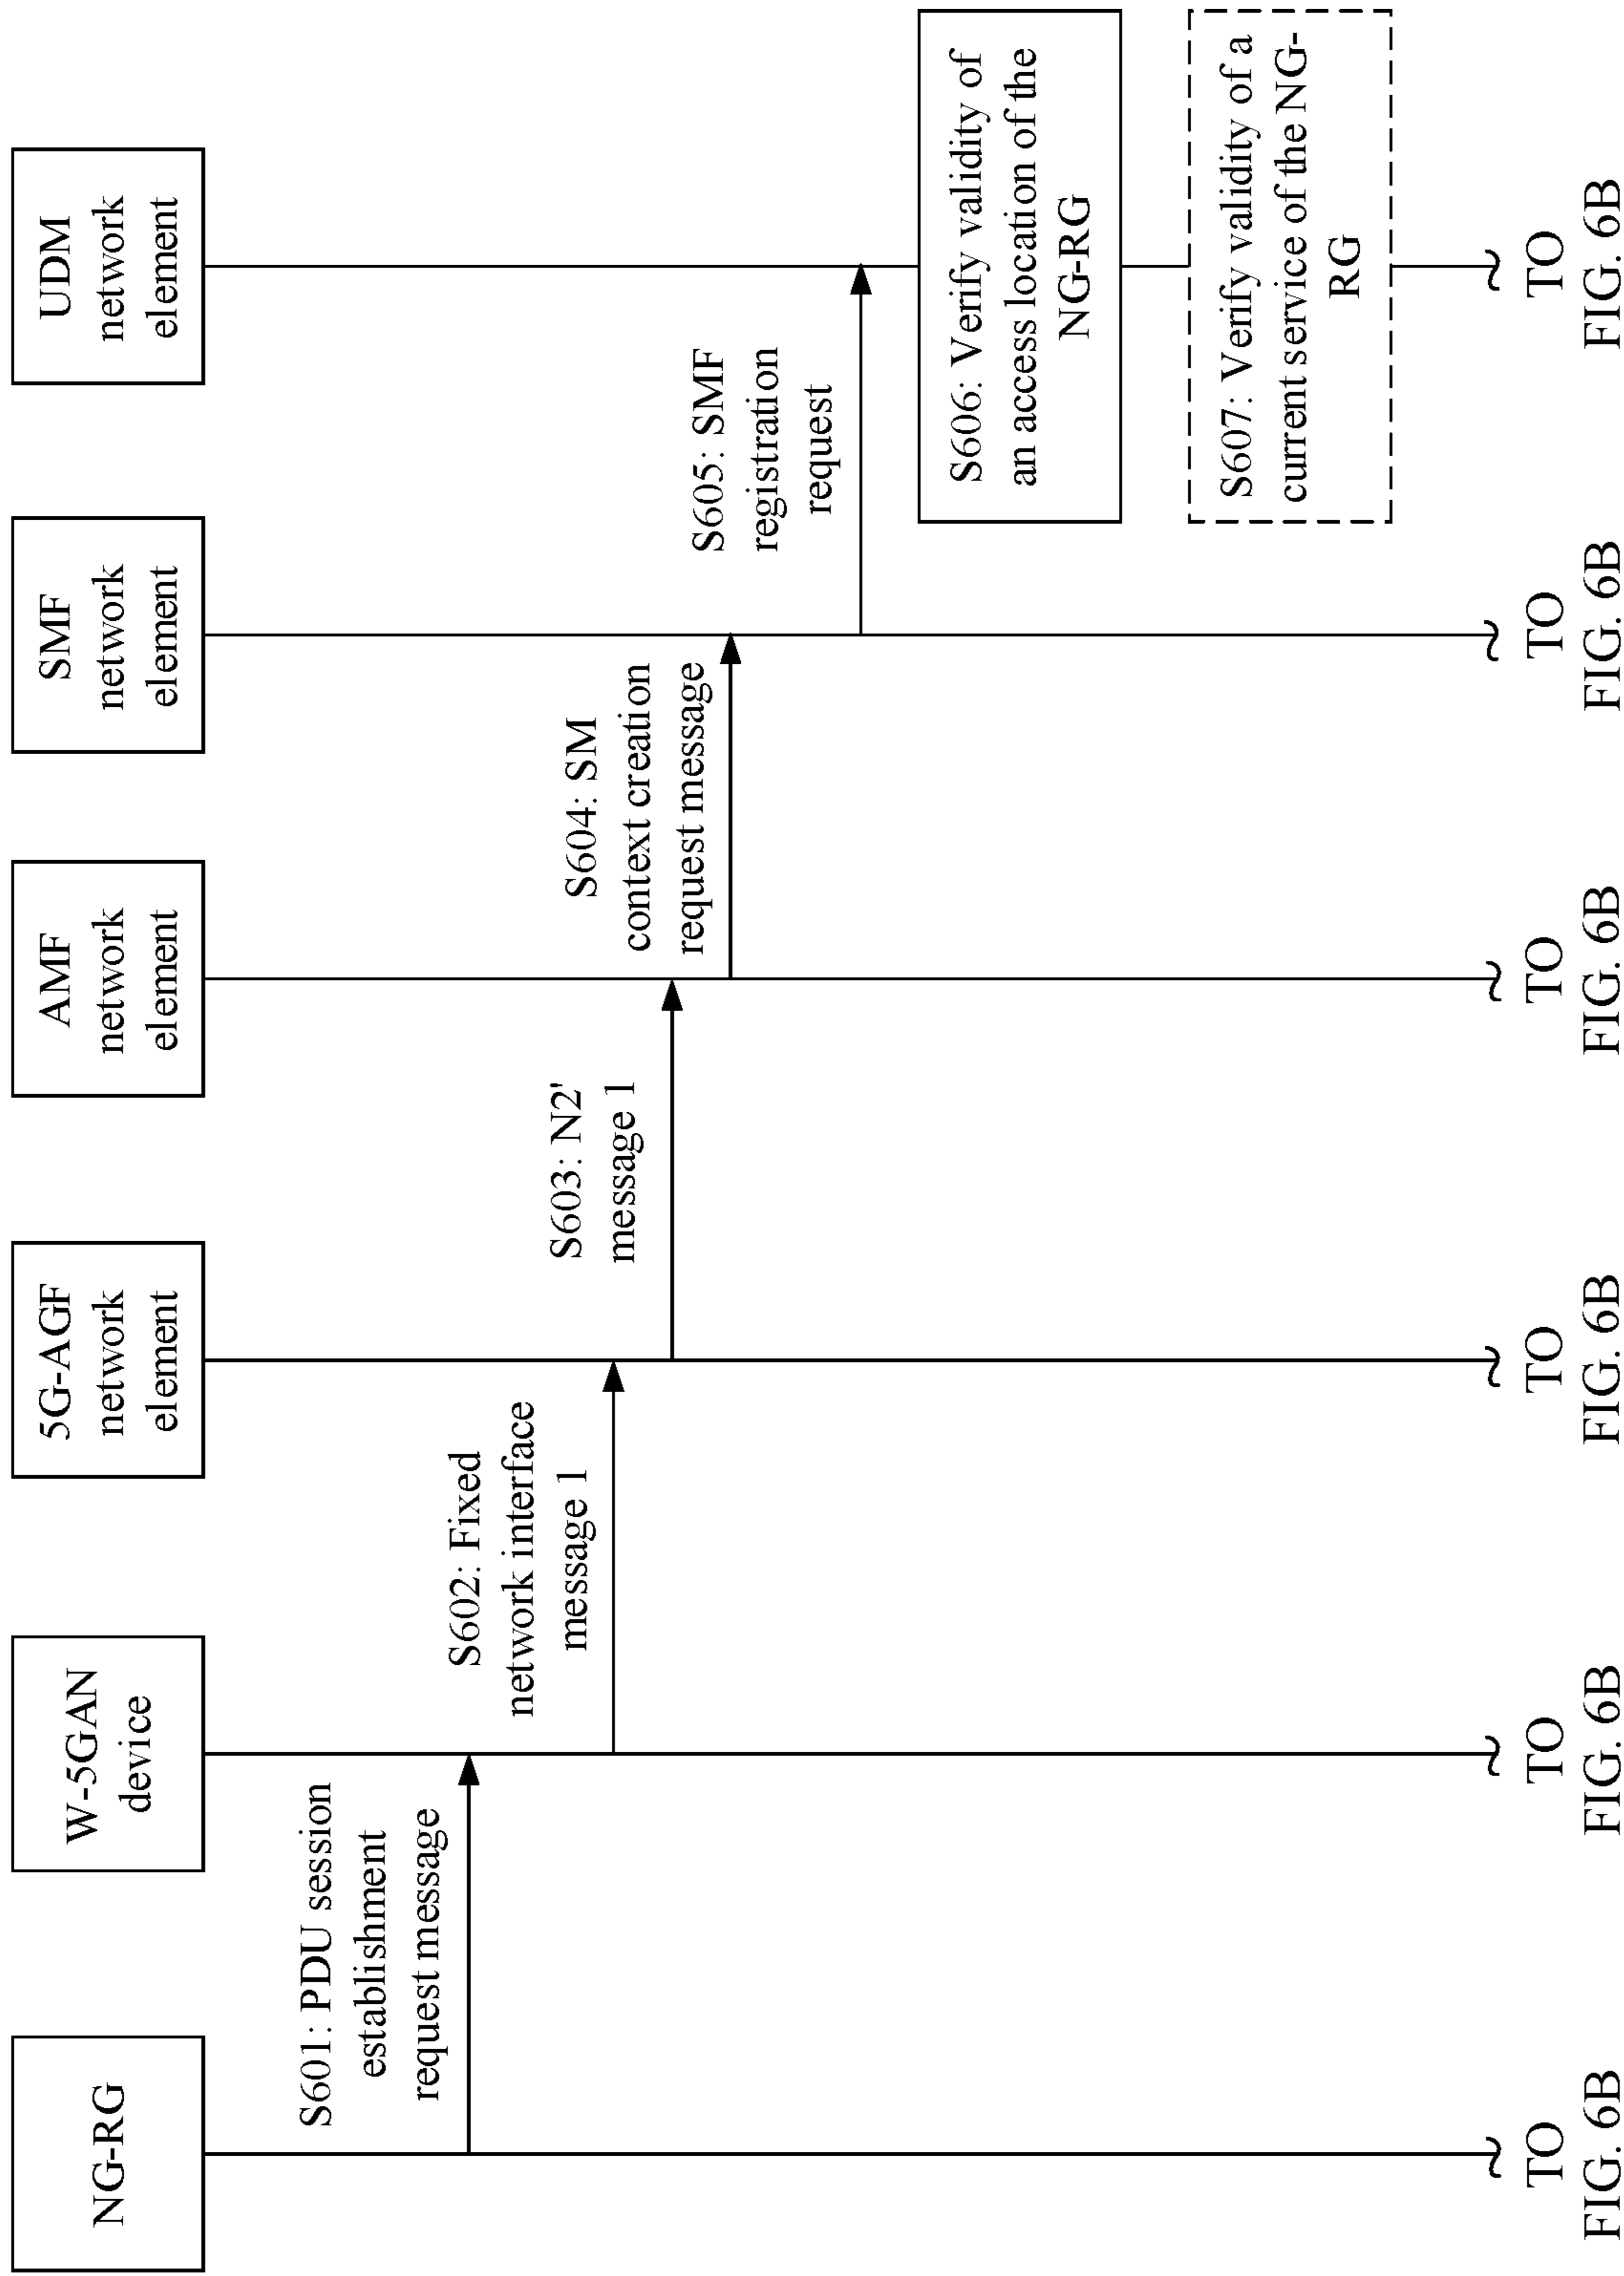 NG-RG
W-5GAN
device
5G-AGF
network
element
AMF
network
element
SMF
network
element
UDM
network
element
S601: PDU session
establishment
request message
S602: Fixed
network interface
message 1
S603: N2'
message 1
S604: SM
context creation
request message
S605: SMF
registration
request
S606: Verify validity of
an access location of the
NG-RG
S607: Verify validity of a
current service of the NG-
RG
TO
FIG. 6B
TO
FIG. 6B
TO
FIG. 6B
TO
FIG. 6B
TO
FIG. 6B
TO
FIG. 6B